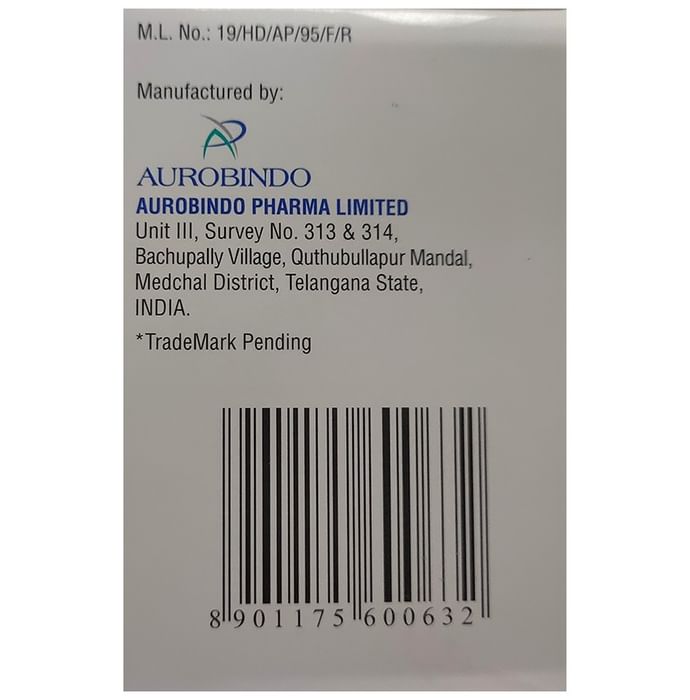 M.L. No.: 19/HD/AP/95/F/R
Manufactured by:
AUROBINDO
AUROBINDO PHARMA LIMITED
Unit III, Survey No. 313 & 314,
Bachupally Village, Quthubullapur Mandal,
Medchal District, Telangana State,
INDIA.
*TradeMark Pending
8 901175 600632